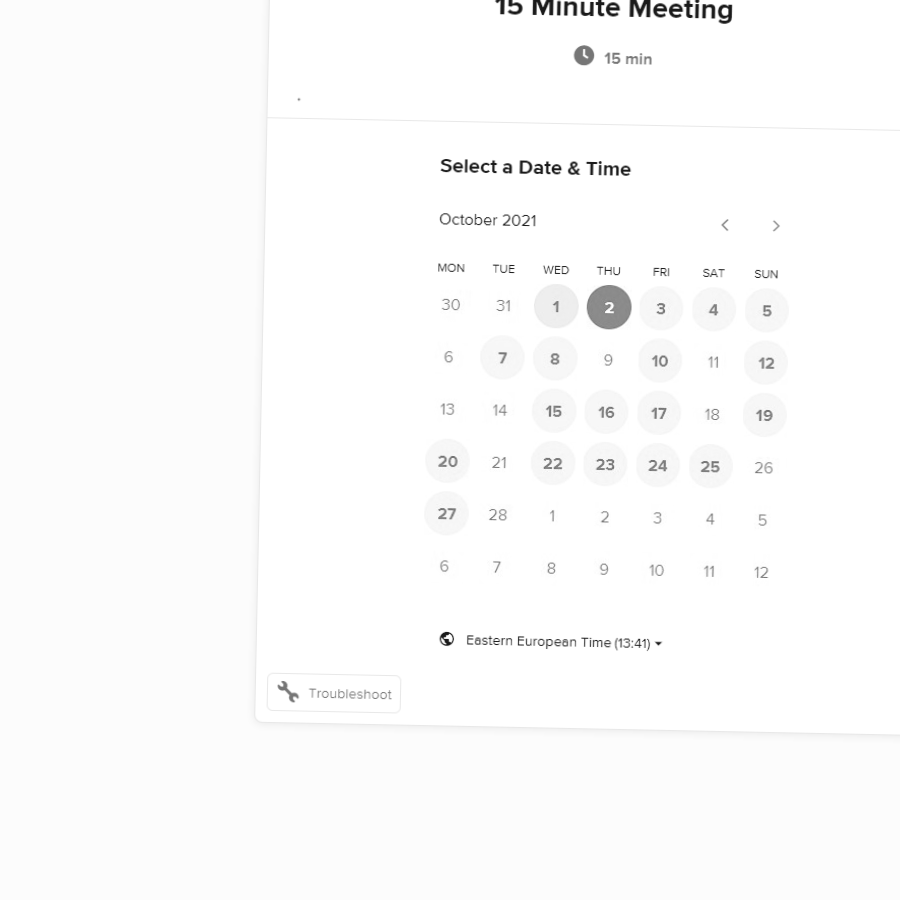 15 Minute Meeting
15 min
.
Select a Date & Time
October 2021
MON TUE WED THU FRI SAT SUN
30 31 1 2 3 4 5
6 7 8 9 10 11 12
13 14 15 16 17 18 19
20 21 22 23 24 25 26
27 28 1 2 3 4 5
6 7 8 9 10 11 12
Eastern European Time (13:41)
Troubleshoot